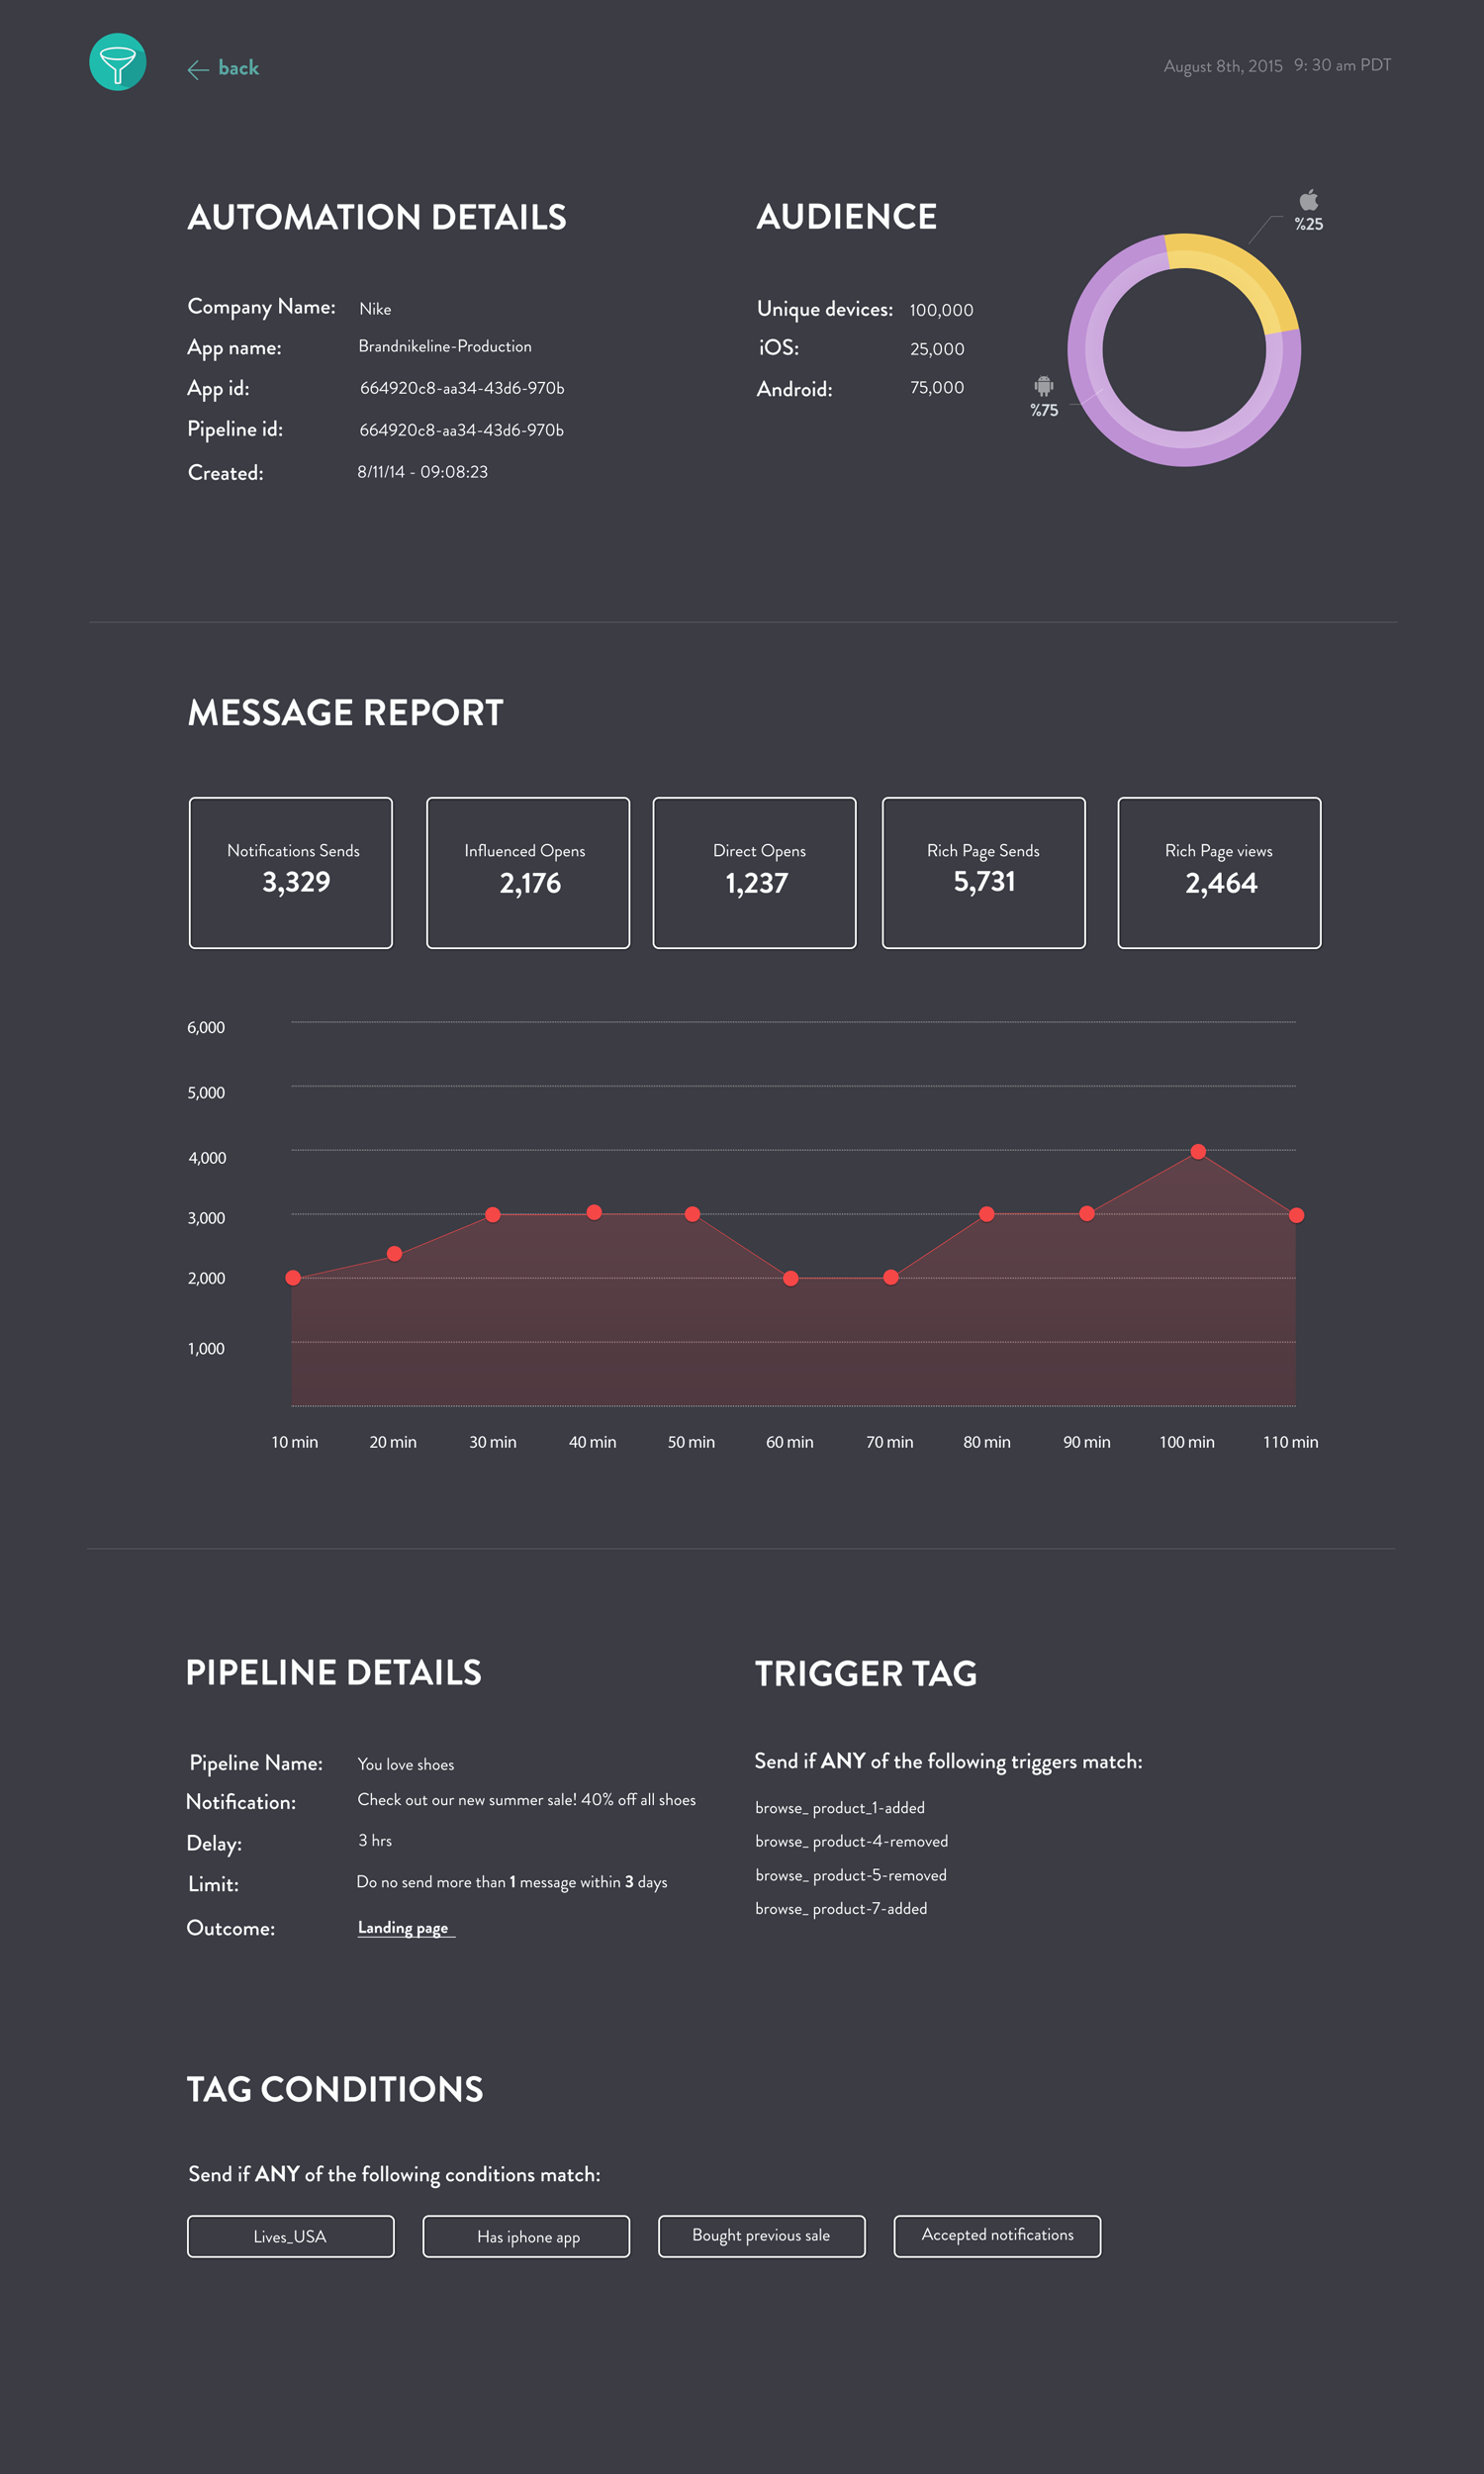 back
August 8th, 2015 9: 30 am PDT
AUTOMATION DETAILS
Company Name: Nike
App name: Brandnikeline-Production
App id: 664920c8-aa34-43d6-970b
Pipeline id: 664920c8-aa34-43d6-970b
Created: 8/11/14 - 09:08:23
AUDIENCE
Unique devices: 100,000
iOS: 25,000
Android: 75,000
%25
%75
MESSAGE REPORT
Notifications Sends
3,329
Influenced Opens
2,176
Direct Opens
1,237
Rich Page Sends
5,731
Rich Page views
2,464
6,000
5,000
4,000
3,000
2,000
1,000
10 min 20 min 30 min 40 min 50 min 60 min 70 min 80 min 90 min 100 min 110 min
PIPELINE DETAILS
Pipeline Name: You love shoes
Notification: Check out our new summer sale! 40% off all shoes
Delay: 3 hrs
Limit: Do no send more than 1 message within 3 days
Outcome: Landing page
TRIGGER TAG
Send if ANY of the following triggers match:
browse_ product_1-added
browse_ product-4-removed
browse_ product-5-removed
browse_ product-7-added
TAG CONDITIONS
Send if ANY of the following conditions match:
Lives_USA
Has iphone app
Bought previous sale
Accepted notifications